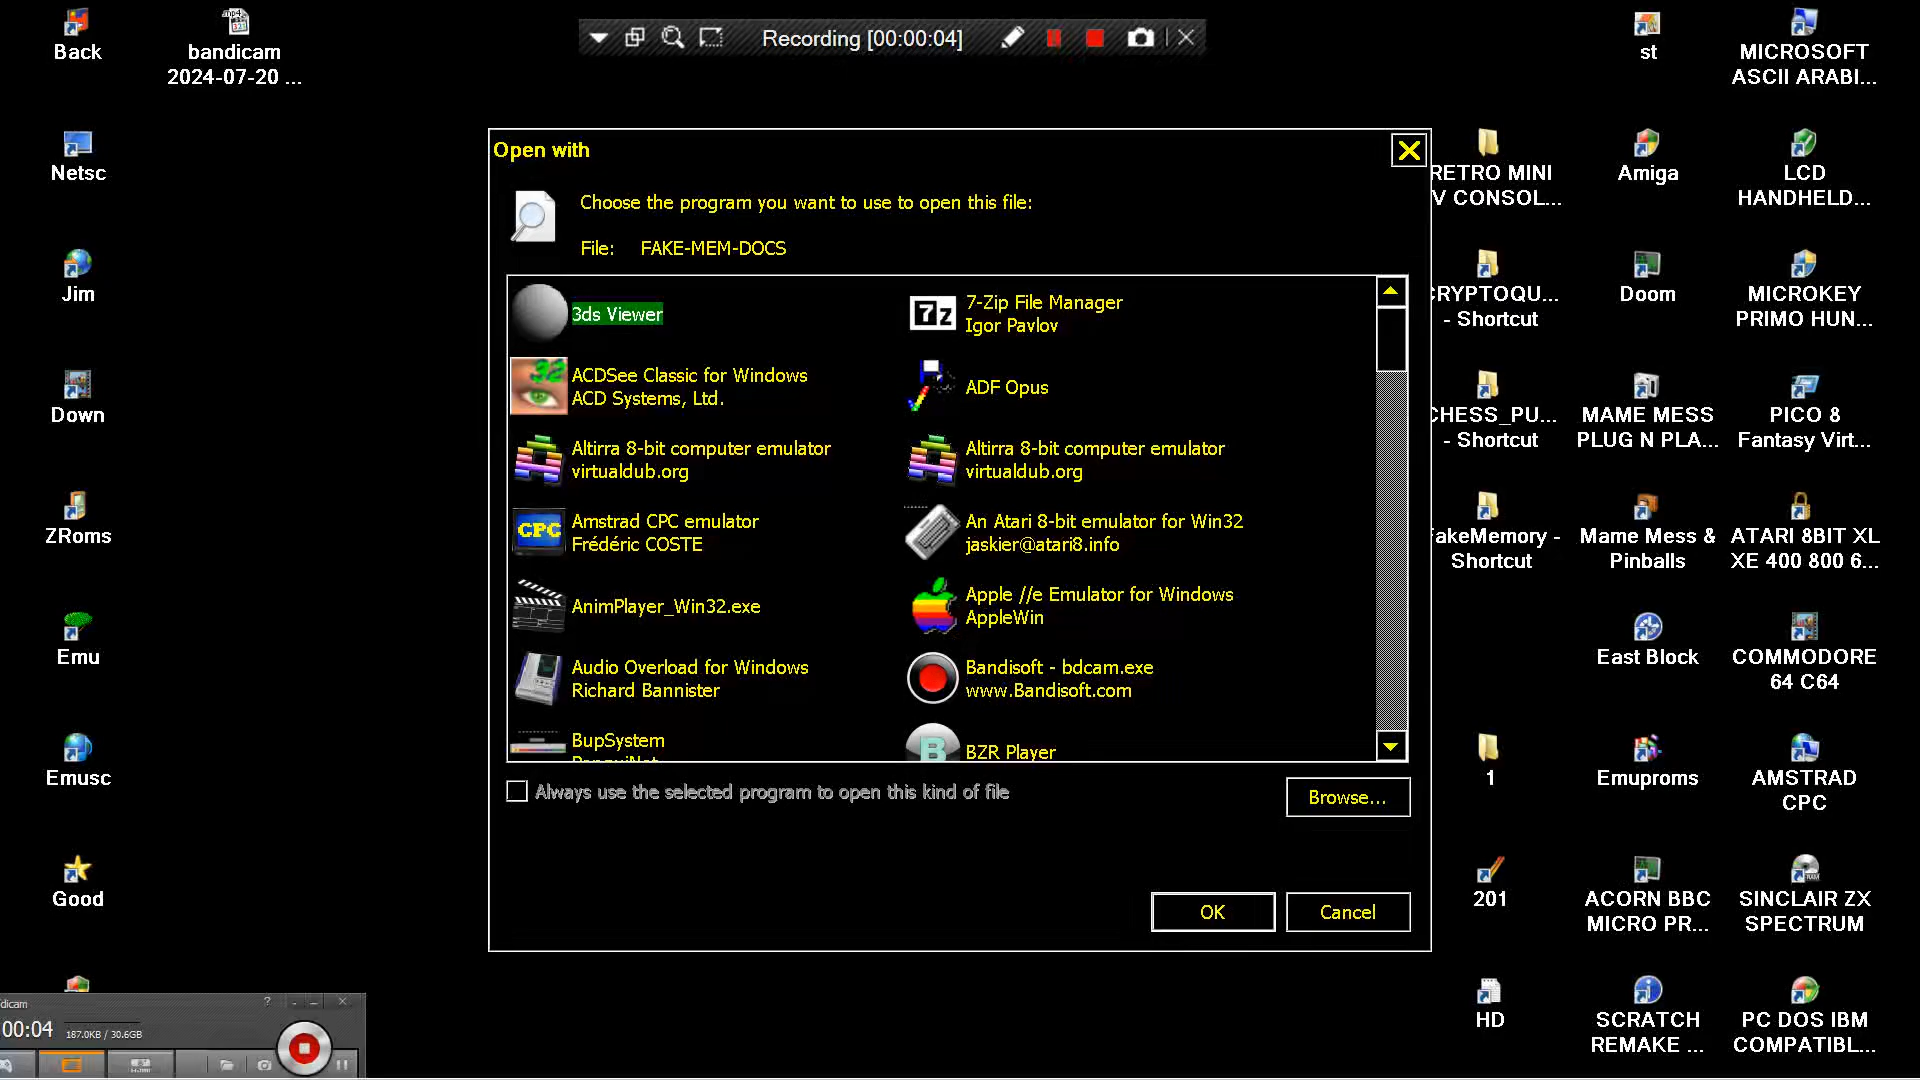 Back
bandicam
2024-07-20 ...
Recording [00:00:04]
st
MICROSOFT
ASCII ARABI...
Netsc
Jim
Down
ZRoms
Emu
Emusc
Good
Open with
Choose the program you want to use to open this file:
File: FAKE-MEM-DOCS
3ds Viewer
7-Zip File Manager
Igor Pavlov
ACDSee Classic for Windows
ACD Systems, Ltd.
ADF Opus
Altirra 8-bit computer emulator
virtualdub.org
Altirra 8-bit computer emulator
virtualdub.org
CPC
Amstrad CPC emulator
Frédéric COSTE
An Atari 8-bit emulator for Win32
jaskier@atari8.info
AnimPlayer_Win32.exe
Apple //e Emulator for Windows
AppleWin
Audio Overload for Windows
Richard Bannister
Bandisoft - bdcam.exe
www.Bandisoft.com
BupSystem
BZR Player
Always use the selected program to open this kind of file
Browse...
OK
Cancel
RETRO MINI
V CONSOL...
Amiga
LCD
HANDHELD...
CRYPTOQU...
- Shortcut
Doom
MICROKEY
PRIMO HUN...
CHESS_PU...
- Shortcut
MAME MESS
PLUG N PLA...
PICO 8
Fantasy Virt...
FakeMemory -
Shortcut
Mame Mess &
Pinballs
ATARI 8BIT XL
XE 400 800 6...
East Block
COMMODORE
64 C64
1
Emuproms
AMSTRAD
CPC
201
ACORN BBC
MICRO PR...
SINCLAIR ZX
SPECTRUM
HD
SCRATCH
REMAKE ...
PC DOS IBM
COMPATIBL...
dicam
00:04
187.0KB / 30.6GB